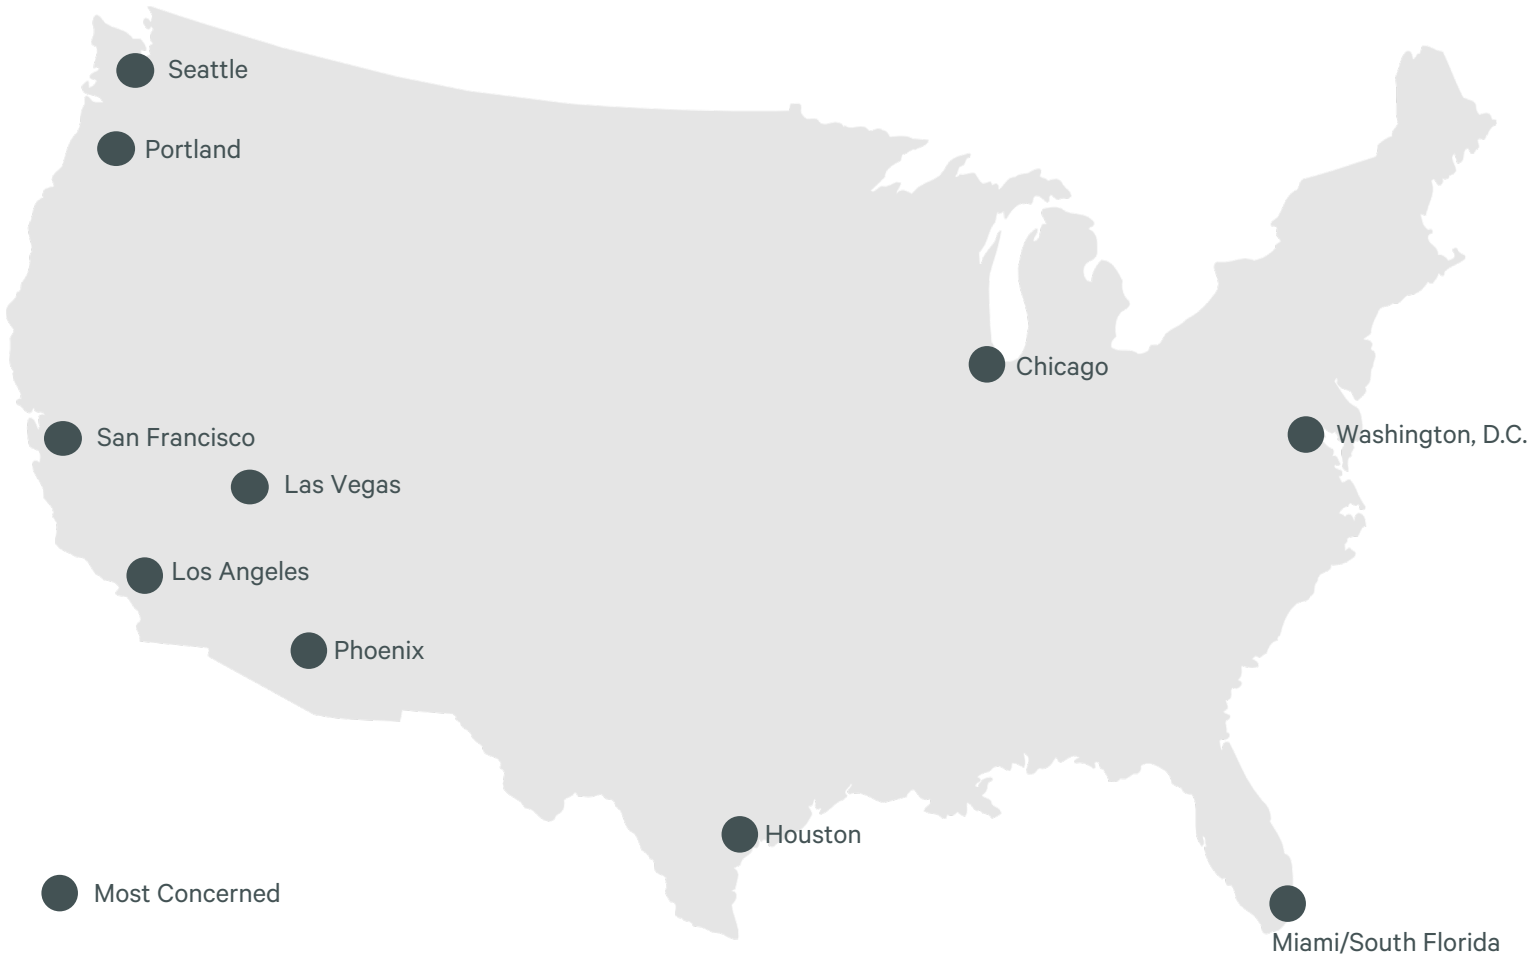 Seattle
Portland
Chicago
Washington, D.C.
San Francisco
Las Vegas
Los Angeles
Phoenix
Houston
Most Concerned
Miami/South Florida